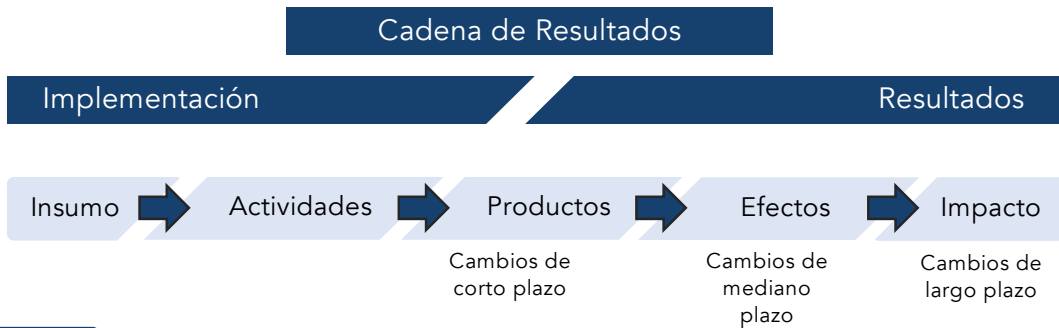 Cadena de Resultados
Implementación
Resultados
Insumo
Actividades
Productos
Efectos
Impacto
Cambios de
corto plazo
Cambios de
mediano
plazo
Cambios de
largo plazo